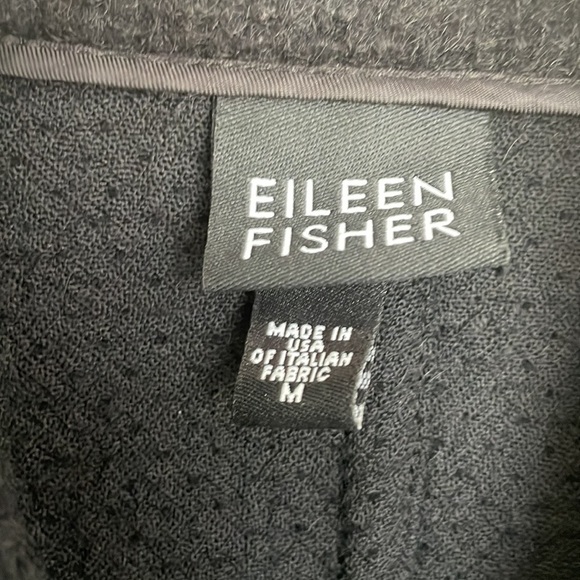 EILEEN
FISHER
MADE IN
USA
OF ITALIAN
FABRIC
M